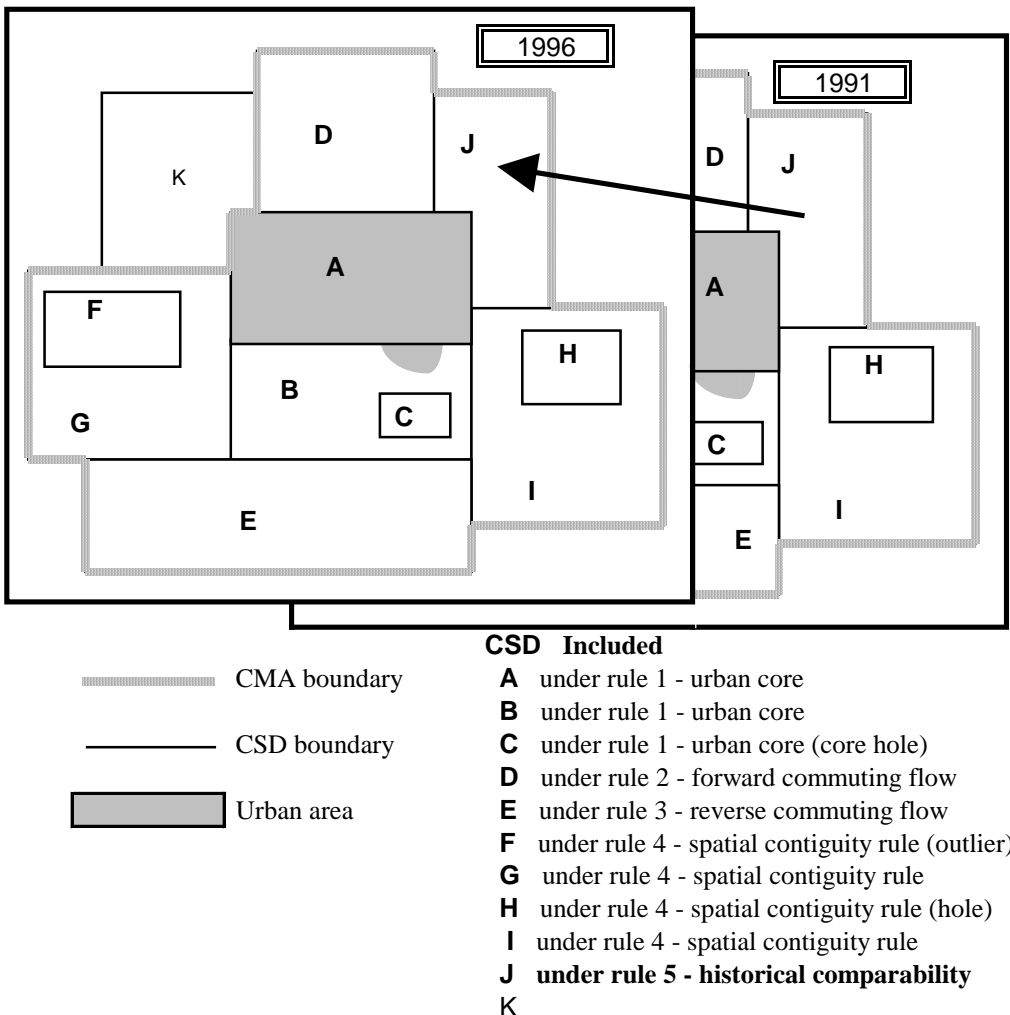 1996
1991
D
J
K
D
J
A
A
F
H
H
B
C
G
C
I
I
E
E
CSD Included
CMA boundary
A under rule 1 - urban core
B under rule 1 - urban core
CSD boundary
C under rule 1 - urban core (core hole)
D under rule 2 - forward commuting flow
Urban area
E under rule 3 - reverse commuting flow
F under rule 4 - spatial contiguity rule (outlier)
G under rule 4 - spatial contiguity rule
H under rule 4 - spatial contiguity rule (hole)
I under rule 4 - spatial contiguity rule
J under rule 5 - historical comparability
K